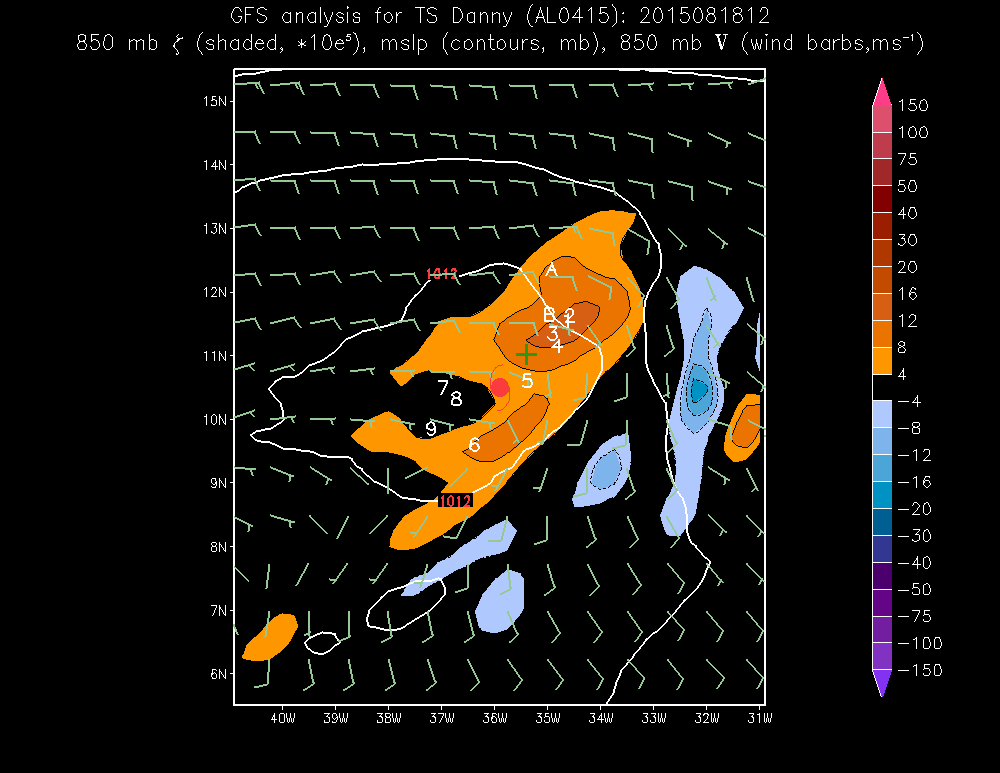 GFS analysis for TS Danny (AL0415): 2015081812
850 mb ζ (shaded, *10e⁵), mslp (contours, mb), 850 mb V (wind barbs,ms⁻¹)
15N
14N
13N
12N
11N
10N
9N
8N
7N
6N
40W 39W 38W 37W 36W 35W 34W 33W 32W 31W
1012
A
B 2
1
3
4
5
7
8
9
6
1012
150
100
75
50
40
30
20
16
12
8
4
−4
−8
−12
−16
−20
−30
−40
−50
−75
−100
−150